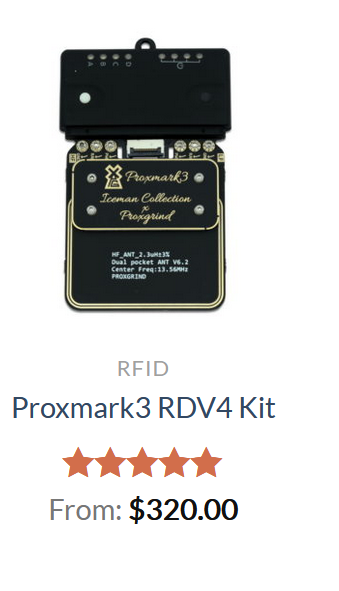 A B C D
G
Proxmark3
Iceman Collection
x
Proxgrind
HF_ANT_2.3uH±3%
Dual pocket ANT V6.2
Center Freq:13.56MHz
PROXGRIND
RFID
Proxmark3 RDV4 Kit
From: $320.00